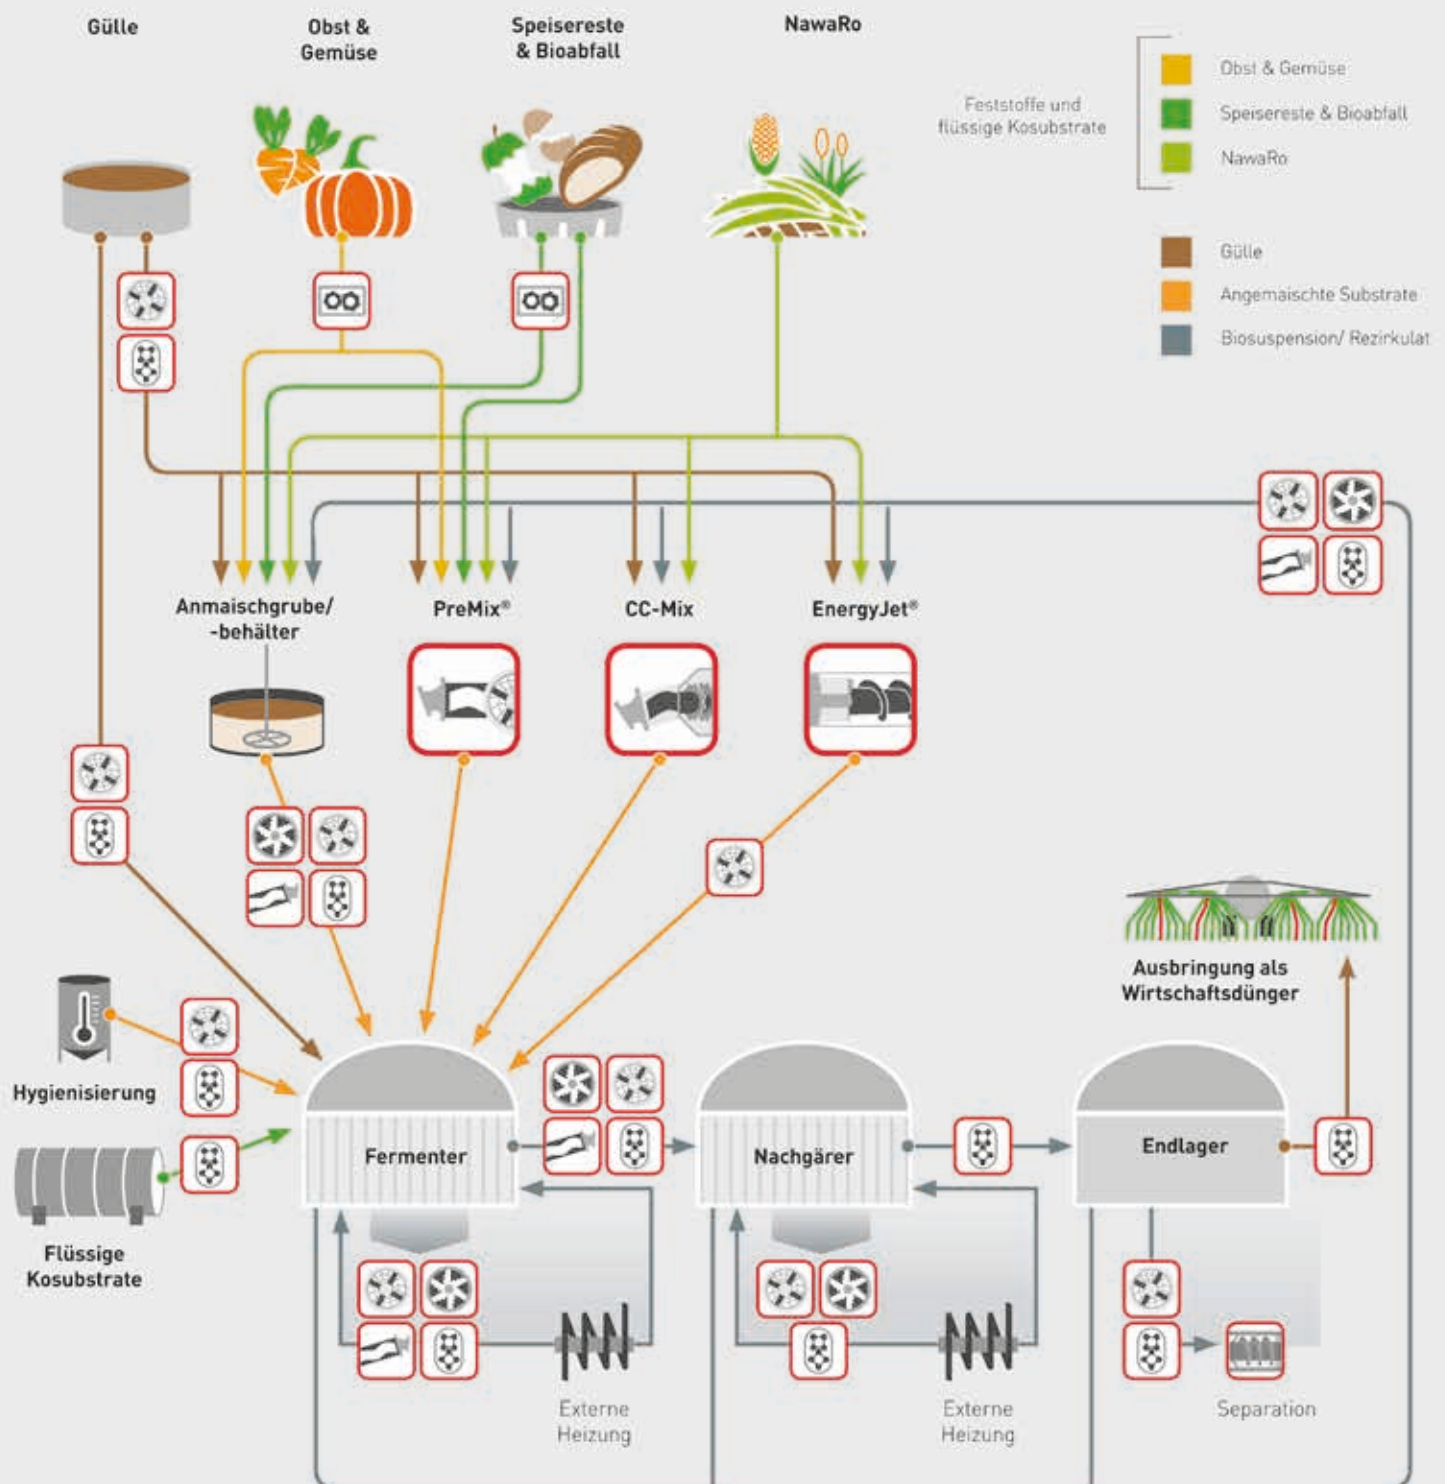 Gülle
Obst &
Gemüse
Speisereste
& Bioabfall
NawaRo
Feststoffe und
flüssige Kosubstrate
Obst & Gemüse
Speisereste & Bioabfall
NawaRo
Gülle
Angemaischte Substrate
Biosuspension/ Rezirkulat
Anmaischgrube/
-behälter
PreMix®
CC-Mix
EnergyJet®
Ausbringung als
Wirtschaftsdünger
Hygienisierung
Fermenter
Nachgärer
Endlager
Flüssige
Kosubstrate
Externe
Heizung
Externe
Heizung
Separation